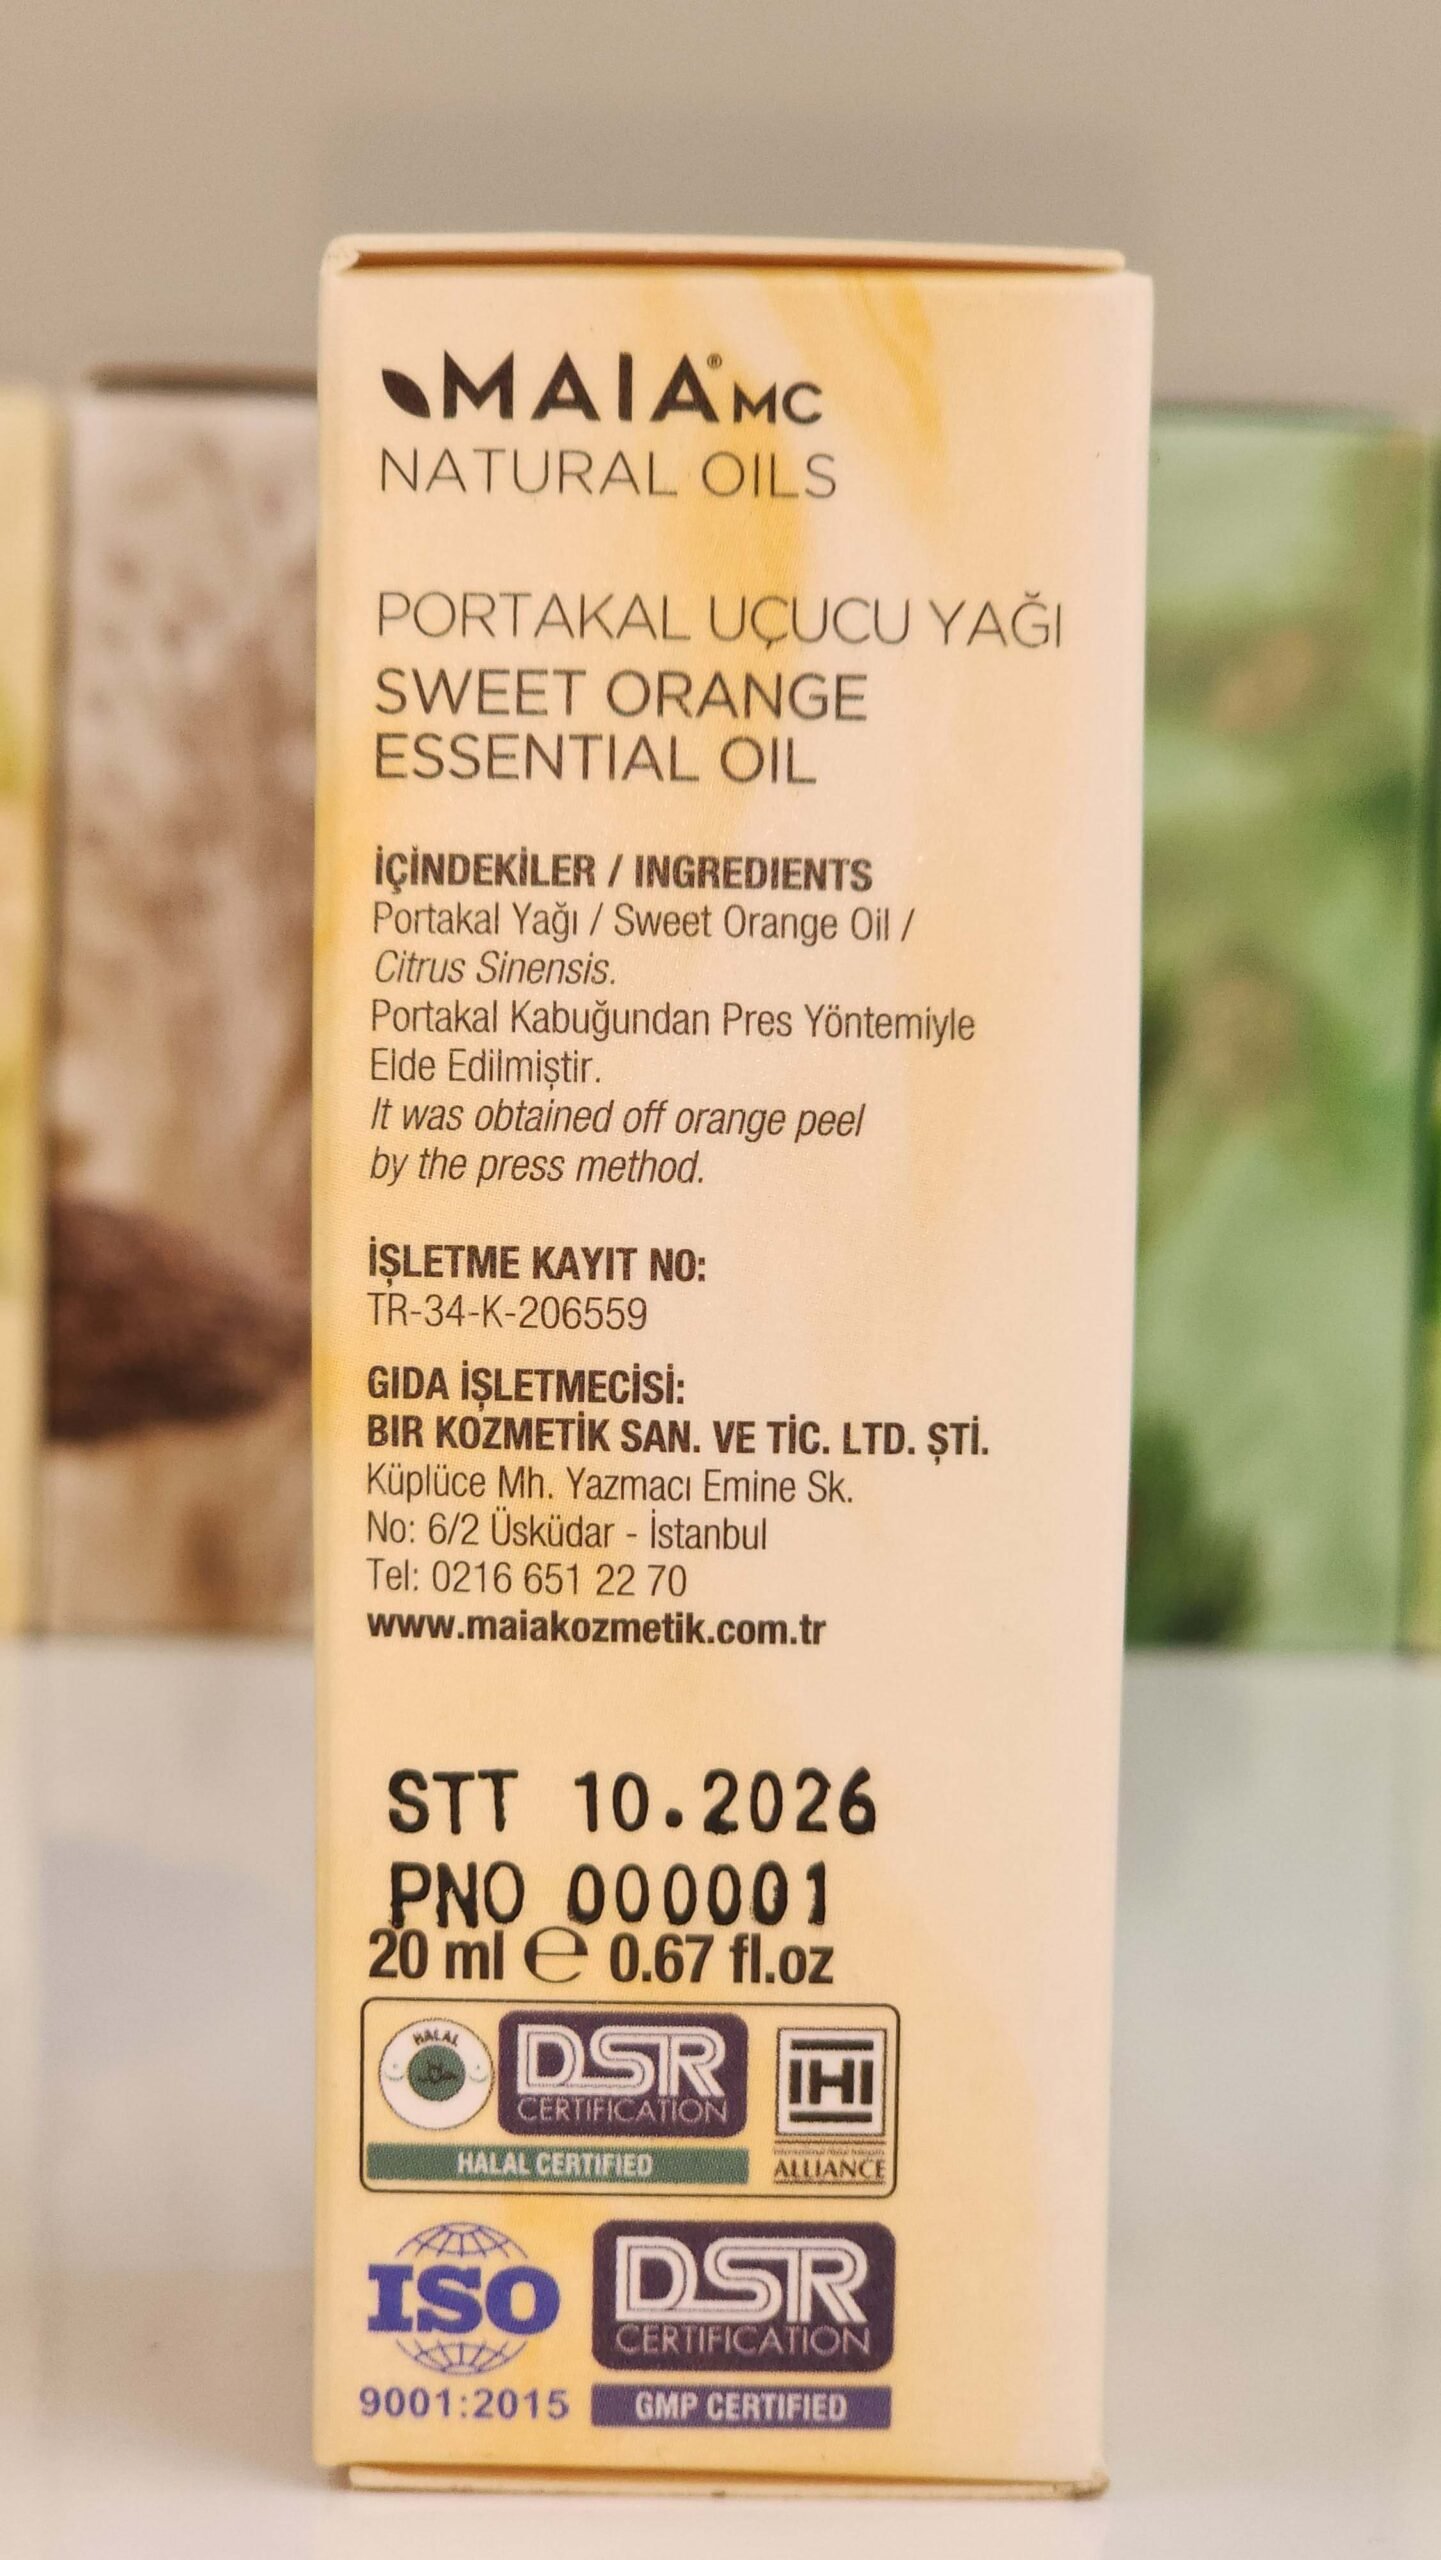 MAIA® MC
NATURAL OILS
PORTAKAL UÇUCU YAĞI
SWEET ORANGE
ESSENTIAL OIL
İÇİNDEKİLER / INGREDIENTS
Portakal Yağı / Sweet Orange Oil /
Citrus Sinensis.
Portakal Kabuğundan Pres Yöntemiyle
Elde Edilmiştir.
It was obtained off orange peel
by the press method.
İŞLETME KAYIT NO:
TR-34-K-206559
GIDA İŞLETMECİSİ:
BIR KOZMETİK SAN. VE TİC. LTD. ŞTİ.
Küplüce Mh. Yazmacı Emine Sk.
No: 6/2 Üsküdar - İstanbul
Tel: 0216 651 22 70
www.maiakozmetik.com.tr
STT 10.2026
PNO 000001
20 ml e 0.67 fl.oz
HALAL
DSR
CERTIFICATION
HALAL CERTIFIED
IHI
ALLIANCE
ISO
9001:2015
DSR
CERTIFICATION
GMP CERTIFIED